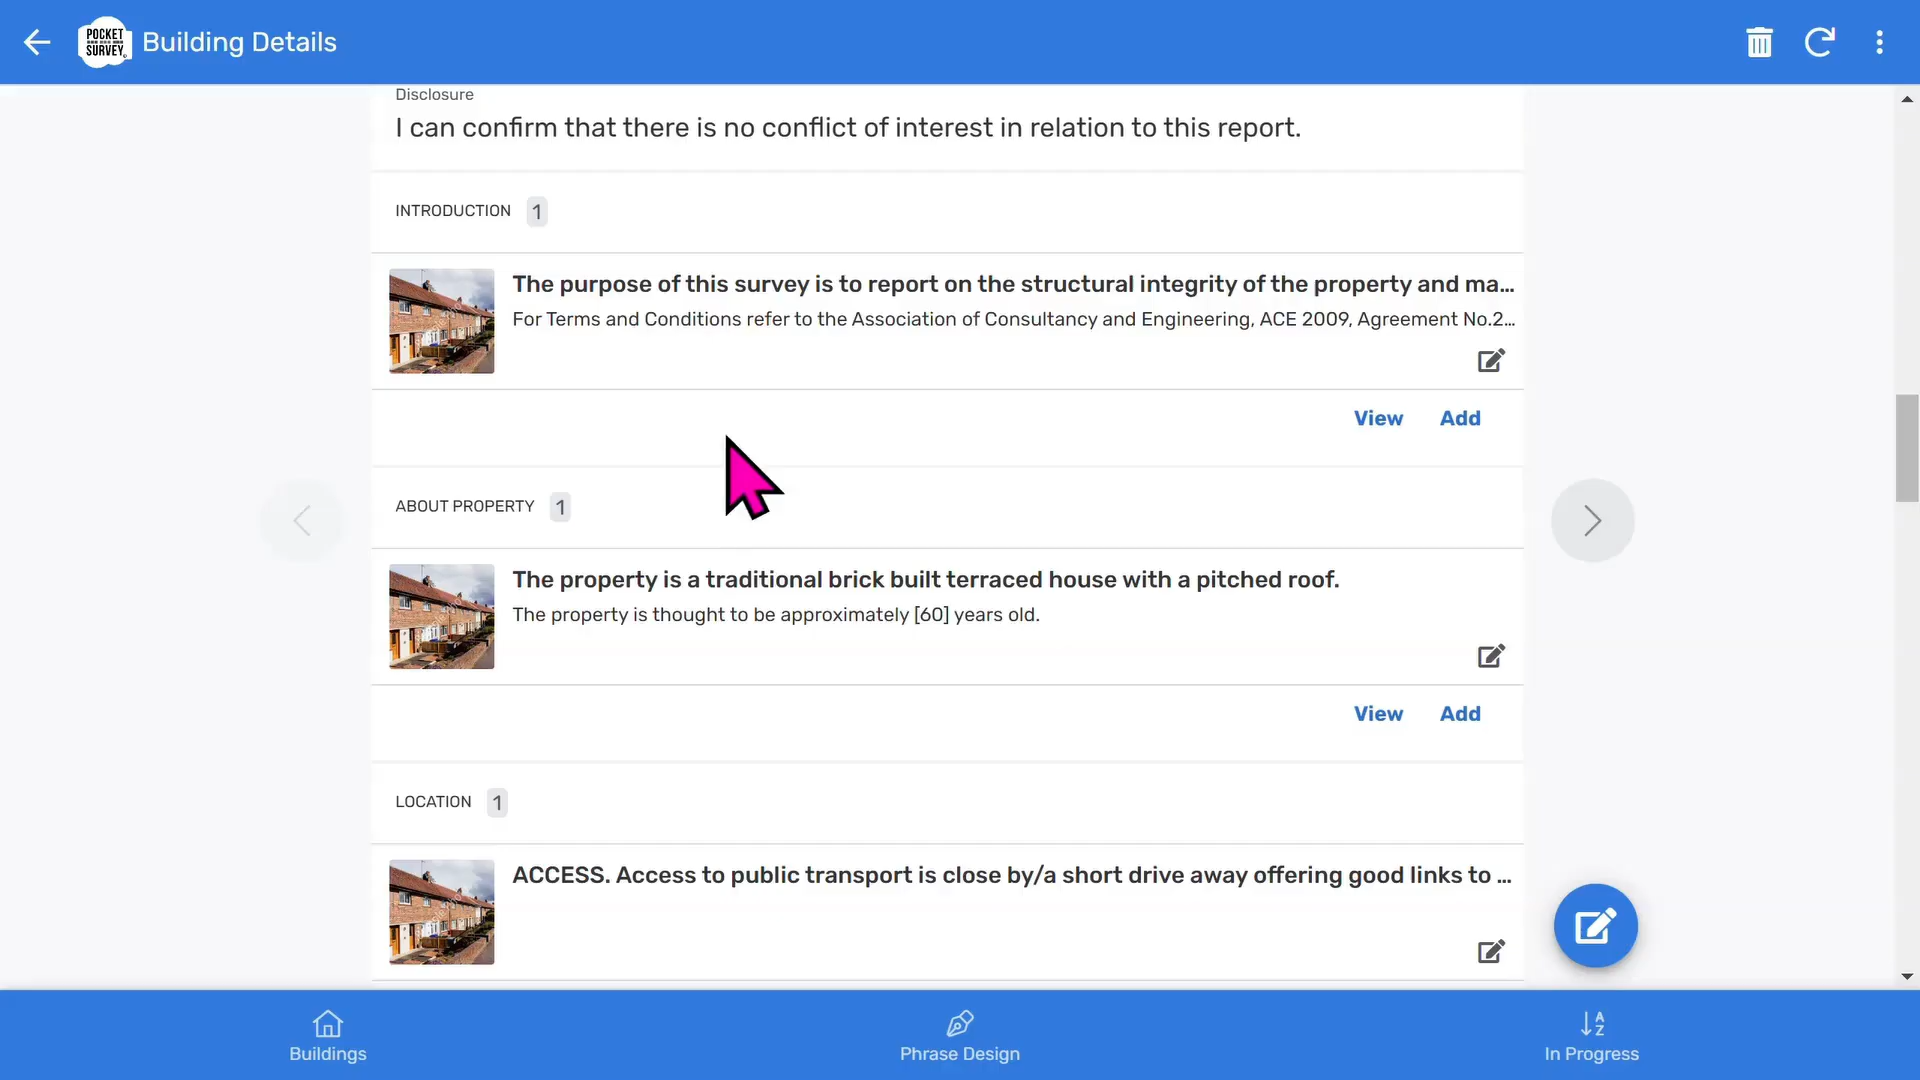 POCKET
SURVEY
Building Details
Disclosure
I can confirm that there is no conflict of interest in relation to this report.
INTRODUCTION 1
The purpose of this survey is to report on the structural integrity of the property and ma...
For Terms and Conditions refer to the Association of Consultancy and Engineering, ACE 2009, Agreement No.2...
View Add
ABOUT PROPERTY 1
The property is a traditional brick built terraced house with a pitched roof.
The property is thought to be approximately [60] years old.
View Add
LOCATION 1
ACCESS. Access to public transport is close by/a short drive away offering good links to ...
Buildings
Phrase Design
A
Z
In Progress